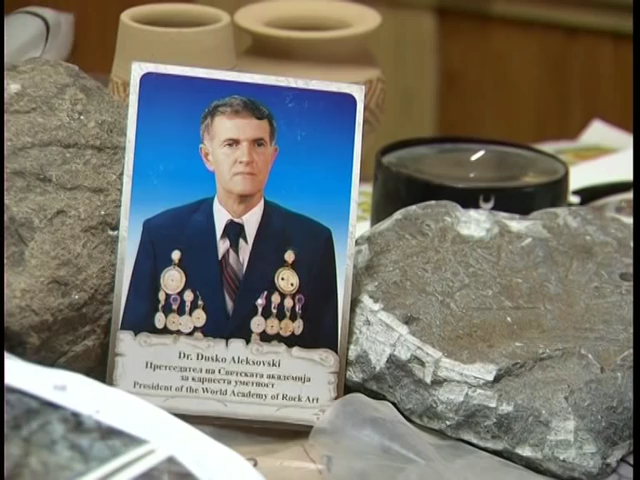 Dr. Dusko Aleksovski
Претседател на Светската академија
за карпеста уметност
President of the World Academy of Rock Art